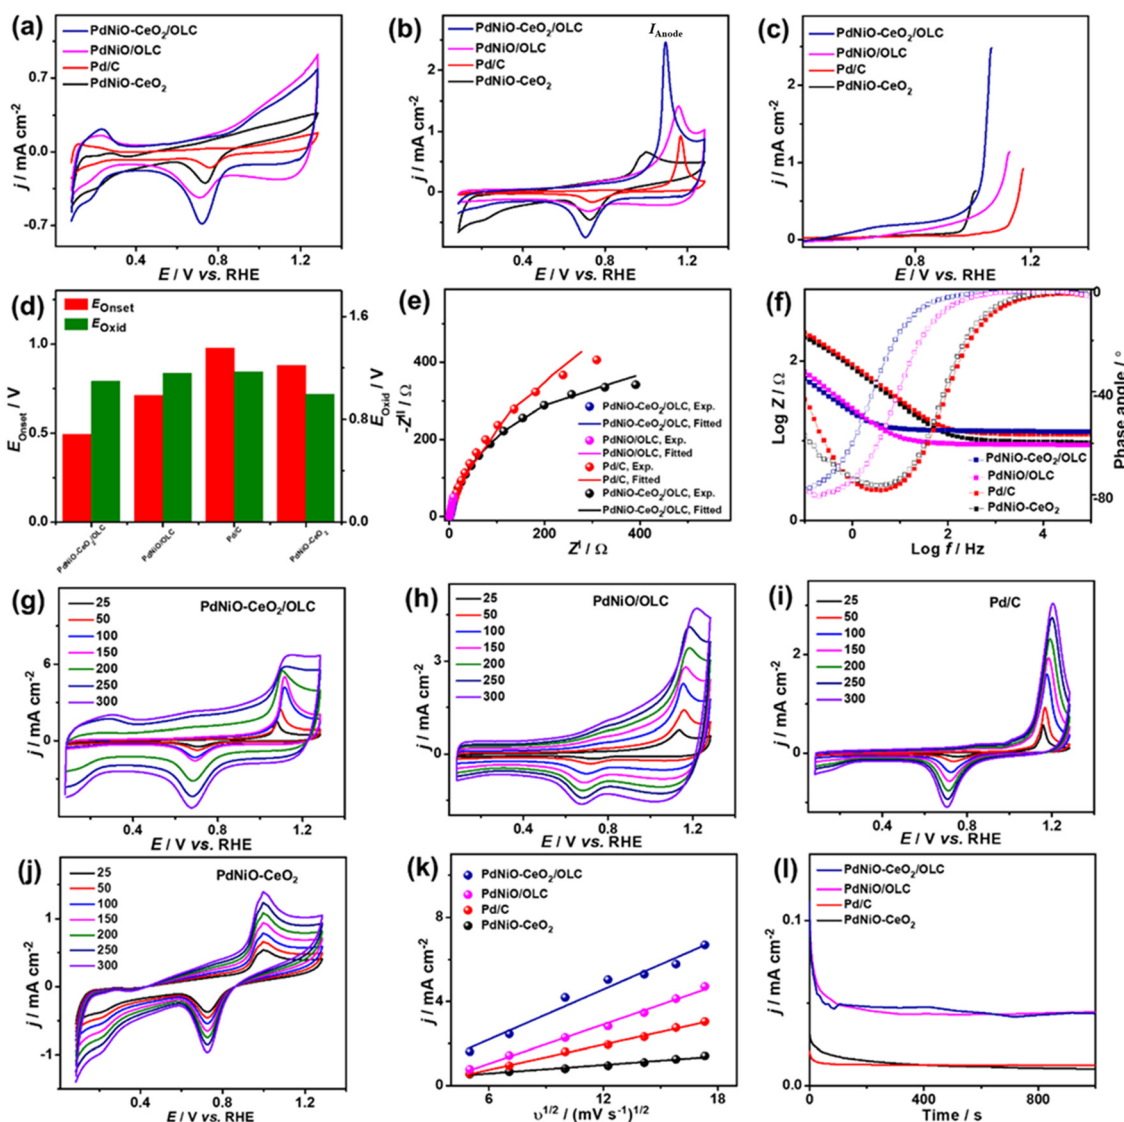 (a)
PdNiO-CeO₂/OLC
PdNiO/OLC
Pd/C
PdNiO-CeO₂
0.7
0.0
-0.7
j / mA cm⁻²
0.4
0.8
1.2
E / V vs. RHE
(b)
I_Anode
PdNiO-CeO₂/OLC
PdNiO/OLC
Pd/C
PdNiO-CeO₂
2
1
0
j / mA cm⁻²
0.4
0.8
1.2
E / V vs. RHE
(c)
PdNiO-CeO₂/OLC
PdNiO/OLC
Pd/C
PdNiO-CeO₂
2
1
0
j / mA cm⁻²
0.6
0.9
1.2
E / V vs. RHE
(d)
E_Onset
E_Oxid
1.0
0.5
0.0
E_Onset / V
1.6
0.8
0.0
E_Oxid / V
PdNiO-CeO₂/OLC
PdNiO/OLC
Pd/C
PdNiO-CeO₂
(e)
400
200
0
-Zᴵᴵ / Ω
PdNiO-CeO₂/OLC, Exp.
PdNiO-CeO₂/OLC, Fitted
PdNiO/OLC, Exp.
PdNiO/OLC, Fitted
Pd/C, Exp.
Pd/C, Fitted
PdNiO-CeO₂/OLC, Exp.
PdNiO-CeO₂/OLC, Fitted
0
200
400
600
Zᴵ / Ω
(f)
2
0
Log Z / Ω
0
-40
-80
Phase angle / °
PdNiO-CeO₂/OLC
PdNiO/OLC
Pd/C
PdNiO-CeO₂
0
2
4
Log f / Hz
(g)
25
50
100
150
200
250
300
PdNiO-CeO₂/OLC
6
0
j / mA cm⁻²
0.4
0.8
1.2
E / V vs. RHE
(h)
25
50
100
150
200
250
300
PdNiO/OLC
3
0
j / mA cm⁻²
0.4
0.8
1.2
E / V vs. RHE
(i)
25
50
100
150
200
250
300
Pd/C
2
0
j / mA cm⁻²
0.4
0.8
1.2
E / V vs. RHE
(j)
25
50
100
150
200
250
300
PdNiO-CeO₂
1
0
-1
j / mA cm⁻²
0.4
0.8
1.2
E / V vs. RHE
(k)
PdNiO-CeO₂/OLC
PdNiO/OLC
Pd/C
PdNiO-CeO₂
8
4
0
j / mA cm⁻²
6
12
18
υ¹ᐟ² / (mV s⁻¹)¹ᐟ²
(l)
PdNiO-CeO₂/OLC
PdNiO/OLC
Pd/C
PdNiO-CeO₂
0.1
0.0
j / mA cm⁻²
0
400
800
Time / s